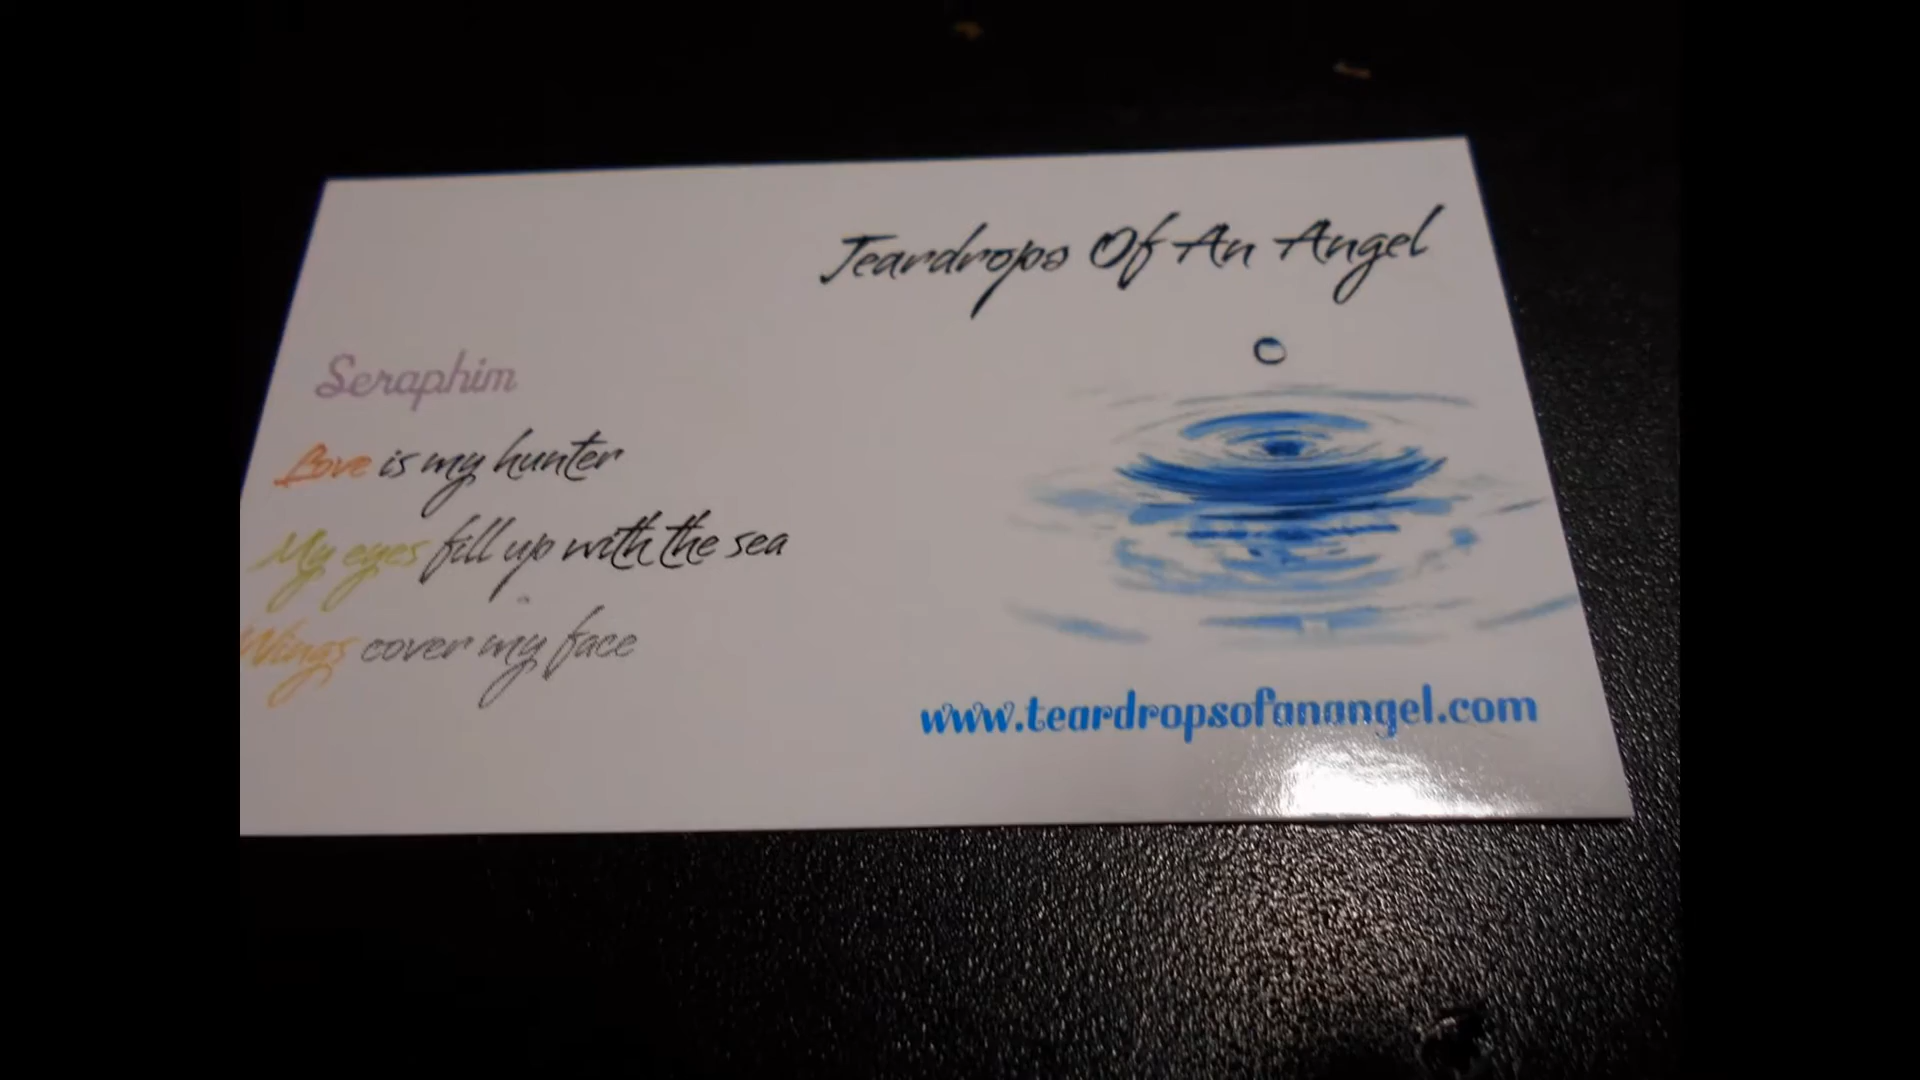 Teardrops Of An Angel
Seraphim
Love is my hunter
My eyes fill up with the sea
Wings cover my face
www.teardropsofanangel.com